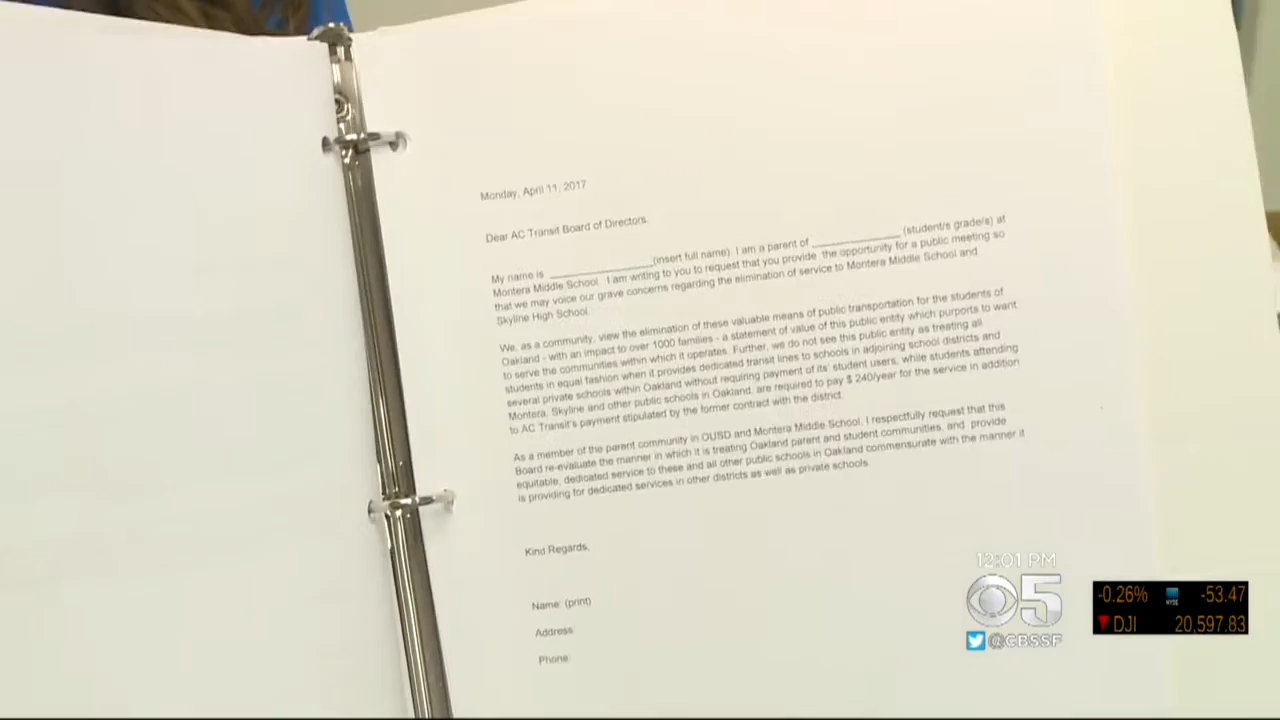 Monday, April 11, 2017
Dear AC Transit Board of Directors,
My name is ____________________(insert full name). I am a parent of ______________ (student/s grade/s) at
Montera Middle School. I am writing to you to request that you provide the opportunity for a public meeting so
that we may voice our grave concerns regarding the elimination of service to Montera Middle School and
Skyline High School.
We, as a community, view the elimination of these valuable means of public transportation for the students of
Oakland - with an impact to over 1000 families - a statement of value of this public entity which purports to want
to serve the communities within which it operates. Further, we do not see this public entity as treating all
students in equal fashion when it provides dedicated transit lines to schools in adjoining school districts and
several private schools within Oakland without requiring payment of its' student users, while students attending
Montera, Skyline and other public schools in Oakland, are required to pay $ 240/year for the service in addition
to AC Transit's payment stipulated by the former contract with the district.
As a member of the parent community in OUSD and Montera Middle School, I respectfully request that this
Board re-evaluate the manner in which it is treating Oakland parent and student communities, and provide
equitable, dedicated service to these and all other public schools in Oakland commensurate with the manner it
is providing for dedicated services in other districts as well as private schools.
Kind Regards,
Name: (print)
Address:
Phone:
12:01 PM
5
@CBSSF
-0.26% NYSE -53.47
DJI 20,597.83